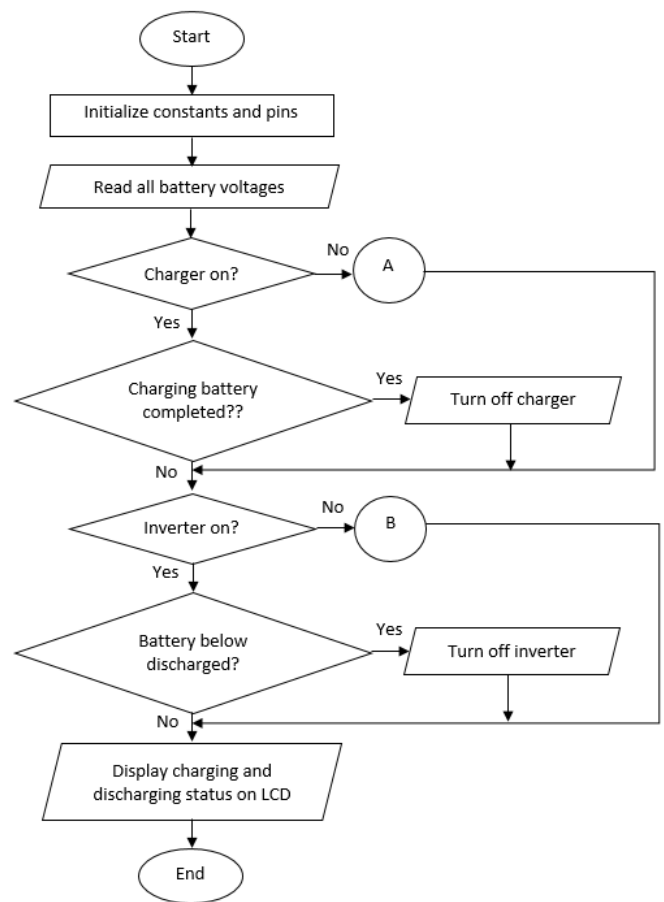 Start
Initialize constants and pins
Read all battery voltages
Charger on?
No
A
Yes
Charging battery
completed??
Yes
Turn off charger
No
Inverter on?
No
B
Yes
Battery below
discharged?
Yes
Turn off inverter
No
Display charging and
discharging status on LCD
End